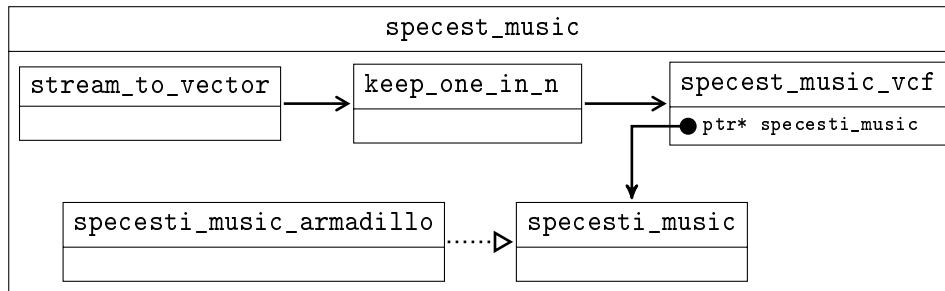 specest_music
stream_to_vector
keep_one_in_n
specest_music_vcf
ptr* specesti_music
specesti_music_armadillo
specesti_music